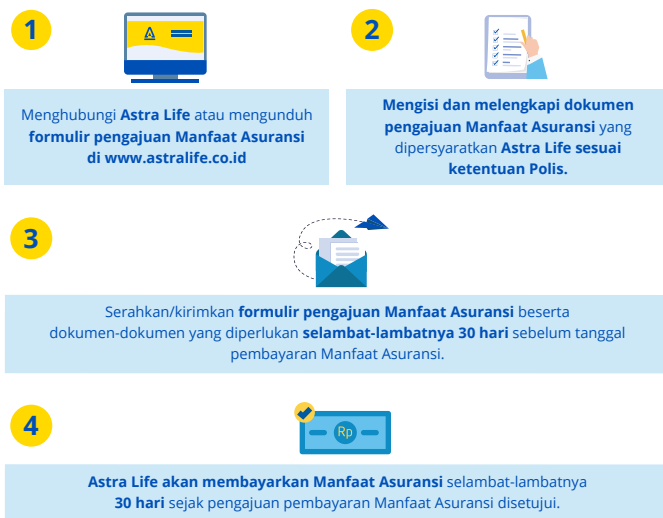 1
Menghubungi Astra Life atau mengunduh
formulir pengajuan Manfaat Asuransi
di www.astralife.co.id
2
Mengisi dan melengkapi dokumen
pengajuan Manfaat Asuransi yang
dipersyaratkan Astra Life sesuai
ketentuan Polis.
3
Serahkan/kirimkan formulir pengajuan Manfaat Asuransi beserta
dokumen-dokumen yang diperlukan selambat-lambatnya 30 hari sebelum tanggal
pembayaran Manfaat Asuransi.
4
Rp
Astra Life akan membayarkan Manfaat Asuransi selambat-lambatnya
30 hari sejak pengajuan pembayaran Manfaat Asuransi disetujui.